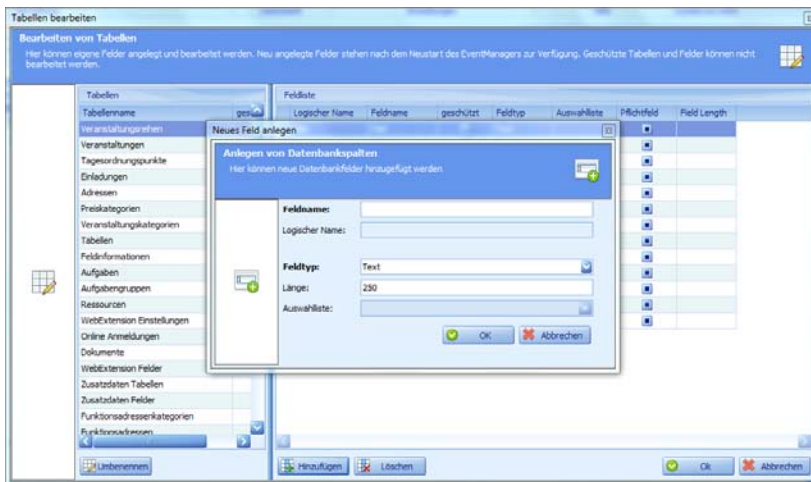 Tabellen bearbeiten
Bearbeiten von Tabellen
Hier können eigene Felder angelegt und bearbeitet werden. Neu angelegte Felder stehen nach dem Neustart des EventManagers zur Verfügung. Geschützte Tabellen und Felder können nicht
bearbeitet werden.
Tabellen
Tabellenname
Veranstaltungsreihen
Veranstaltungen
Tagesordnungspunkte
Einladungen
Adressen
Preiskategorien
Veranstaltungskategorien
Tabellen
Feldinformationen
Aufgaben
Aufgabengruppen
Ressourcen
WebExtension Einstellungen
Online Anmeldungen
Dokumente
WebExtension Felder
Zusatzdaten Tabellen
Zusatzdaten Felder
Funktionsadressenkategorien
Funktionsadressen
Umbenennen
Feldliste
Logischer Name Feldname geschützt Feldtyp Auswahlliste Pflichtfeld Field Length
Neues Feld anlegen
Anlegen von Datenbankspalten
Hier können neue Datenbankfelder hinzugefügt werden
Feldname:
Logischer Name:
Feldtyp: Text
Länge: 250
Auswahlliste:
OK Abbrechen
Hinzufügen Löschen
Ok Abbrechen